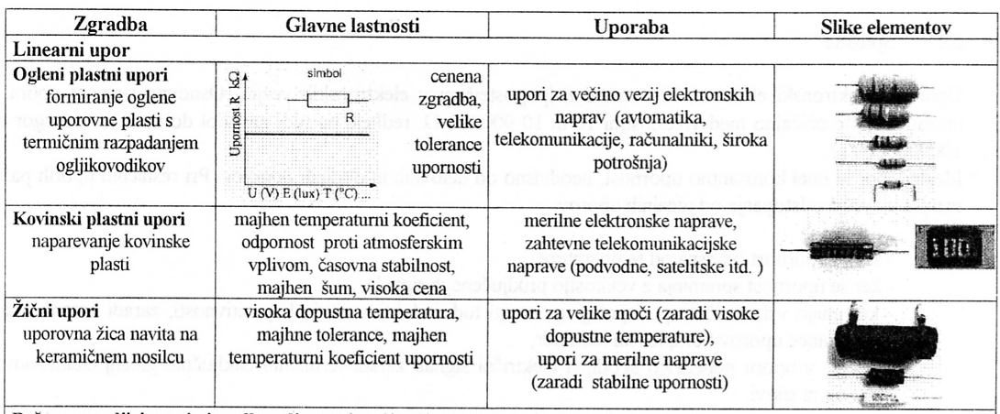 Zgradba
Glavne lastnosti
Uporaba
Slike elementov
Linearni upor
Ogleni plastni upori
formiranje oglene
uporovne plasti s
termičnim razpadanjem
ogljikovodikov
Upornost kΩ
simbol
R
U (V) E (lux) T (°C) ...
cenena
zgradba,
velike
tolerance
upornosti
upori za večino vezij elektronskih
naprav (avtomatika,
telekomunikacije, računalniki, široka
potrošnja)
Kovinski plastni upori
naparevanje kovinske
plasti
majhen temperaturni koeficient,
odpornost proti atmosferskim
vplivom, časovna stabilnost,
majhen šum, visoka cena
merilne elektronske naprave,
zahtevne telekomunikacijske
naprave (podvodne, satelitske itd. )
Žični upori
uporovna žica navita na
keramičnem nosilcu
visoka dopustna temperatura,
majhne tolerance, majhen
temperaturni koeficient upornosti
upori za velike moči (zaradi visoke
dopustne temperature),
upori za merilne naprave
(zaradi stabilne upornosti)